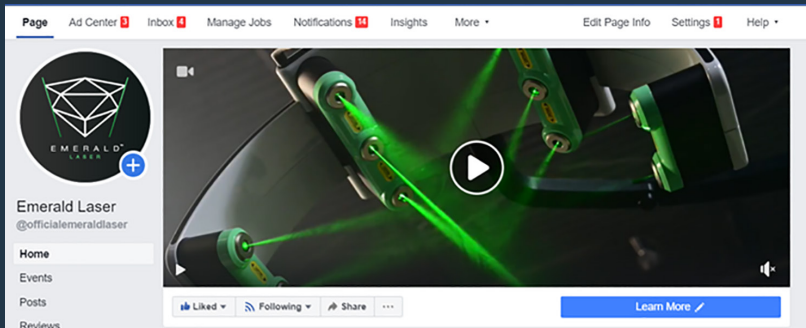 Page Ad Center 3 Inbox 4 Manage Jobs Notifications 14 Insights More Edit Page Info Settings 1 Help
EMERALD™
LASER
Emerald Laser
@officialemeraldlaser
Home
Events
Posts
Reviews
Liked Following Share ... Learn More